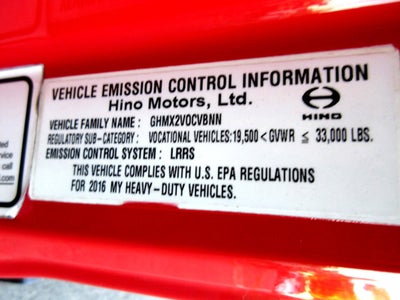 VEHICLE EMISSION CONTROL INFORMATION
Hino Motors, Ltd.
HINO
VEHICLE FAMILY NAME : GHMX2VOCVBNN
REGULATORY SUB-CATEGORY : VOCATIONAL VEHICLES:19,500 < GVWR ≤ 33,000 LBS.
EMISSION CONTROL SYSTEM : LRRS
THIS VEHICLE COMPLIES WITH U.S. EPA REGULATIONS
FOR 2016 MY HEAVY-DUTY VEHICLES.
service
call